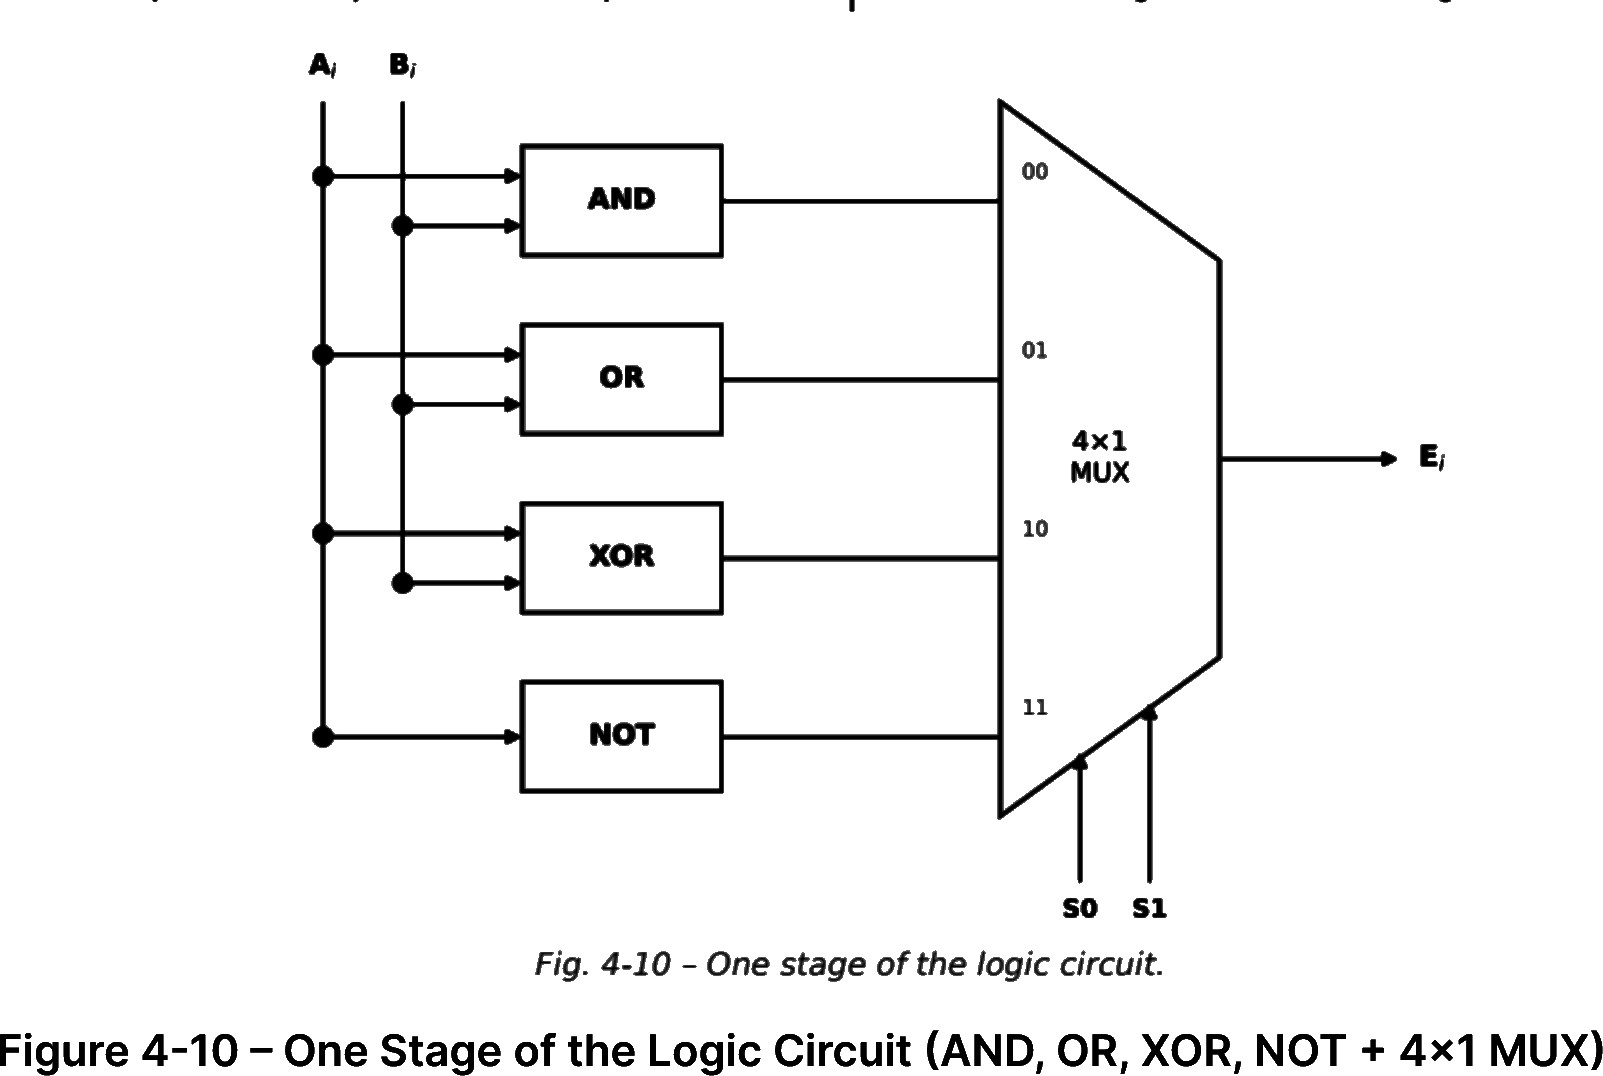 Aᵢ Bᵢ
AND
00
OR
01
4×1
MUX
Eᵢ
XOR
10
NOT
11
S0 S1
Fig. 4-10 – One stage of the logic circuit.
Figure 4-10 – One Stage of the Logic Circuit (AND, OR, XOR, NOT + 4×1 MUX)